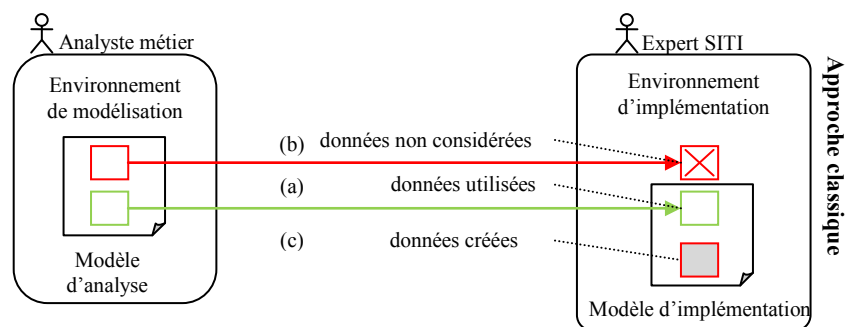 Analyste métier
Expert SITI
Environnement
de modélisation
Environnement
d’implémentation
(b) données non considérées
(a) données utilisées
(c) données créées
Modèle
d’analyse
Modèle d’implémentation
Approche classique